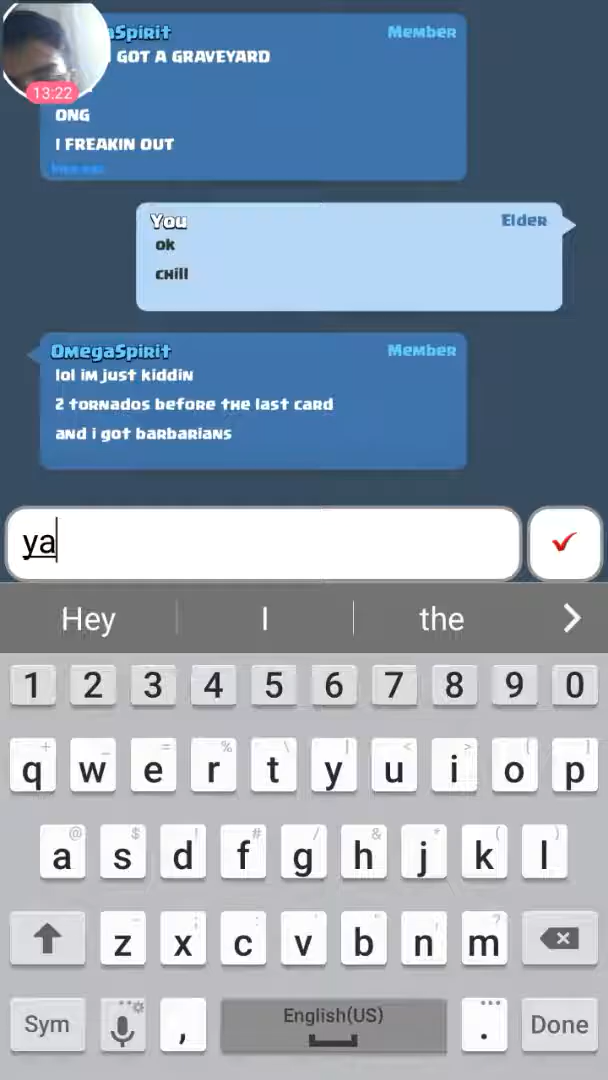 aSpirit Member
GOT A GRAVEYARD
13:22
ONG
I FREAKIN OUT
You Elder
ok
chill
OmegaSpirit Member
lol im just kiddin
2 tornados before the last card
and i got barbarians
ya
Hey I the
1 2 3 4 5 6 7 8 9 0
q w e r t y u i o p
a s d f g h j k l
z x c v b n m
Sym , English(US) . Done